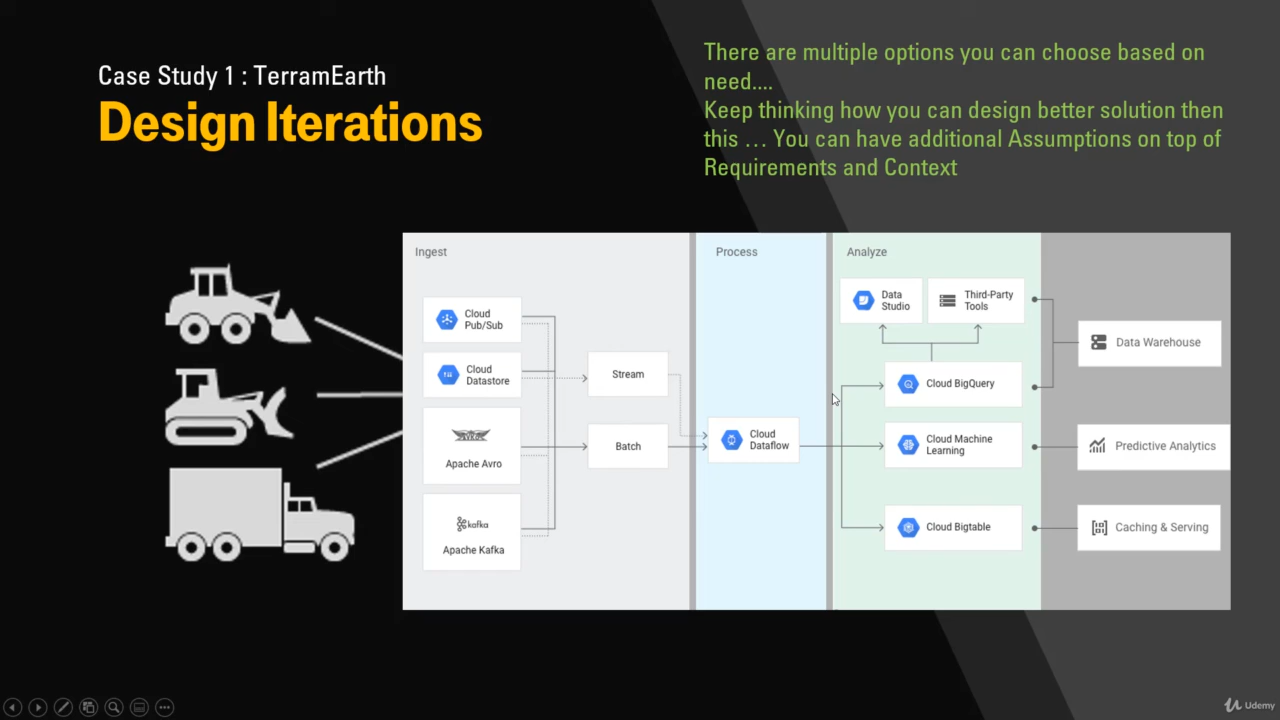 Case Study 1 : TerramEarth
Design Iterations
There are multiple options you can choose based on
need....
Keep thinking how you can design better solution then
this ... You can have additional Assumptions on top of
Requirements and Context
Ingest
Cloud
Pub/Sub
Cloud
Datastore
AVRO
Apache Avro
kafka
Apache Kafka
Stream
Batch
Process
Cloud
Dataflow
Analyze
Data
Studio
Third-Party
Tools
Cloud BigQuery
Cloud Machine
Learning
Cloud Bigtable
Data Warehouse
Predictive Analytics
Caching & Serving
Udemy